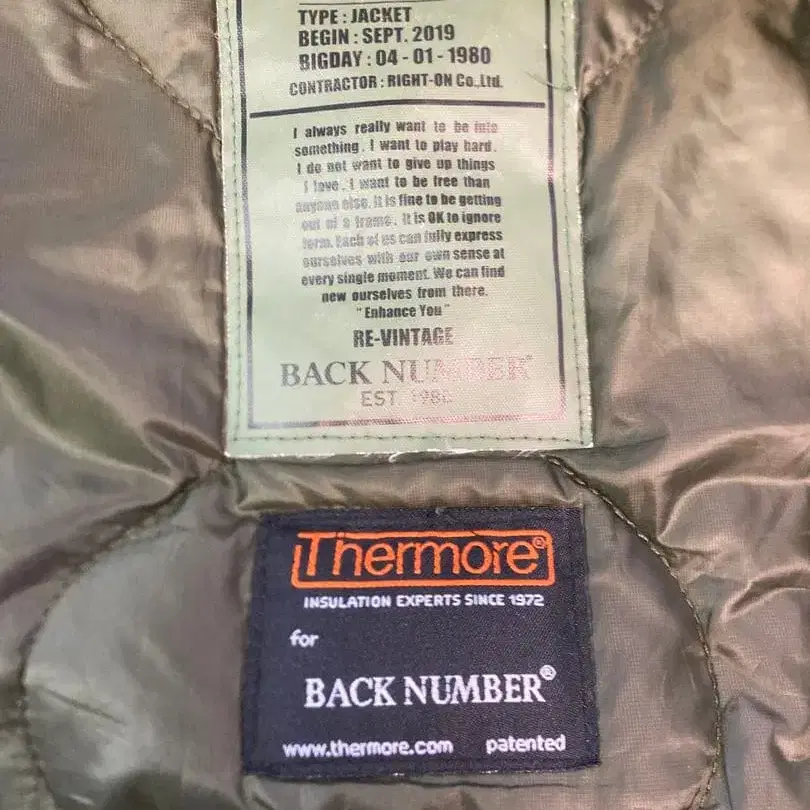 TYPE : JACKET
BEGIN : SEPT. 2019
BIGDAY : 04 - 01 - 1980
CONTRACTOR : RIGHT-ON Co.,Ltd.
I always really want to be into
something. I want to play hard.
I do not want to give up things
I love. I want to be free than
anyone else. It is fine to be getting
out of a frame. It is OK to ignore
form. Each of us can fully express
ourselves with our own sense at
every single moment. We can find
new ourselves from there.
"Enhance You"
RE-VINTAGE
BACK NUMBER
EST 1980
Thermore®
INSULATION EXPERTS SINCE 1972
for
BACK NUMBER®
www.thermore.com patented